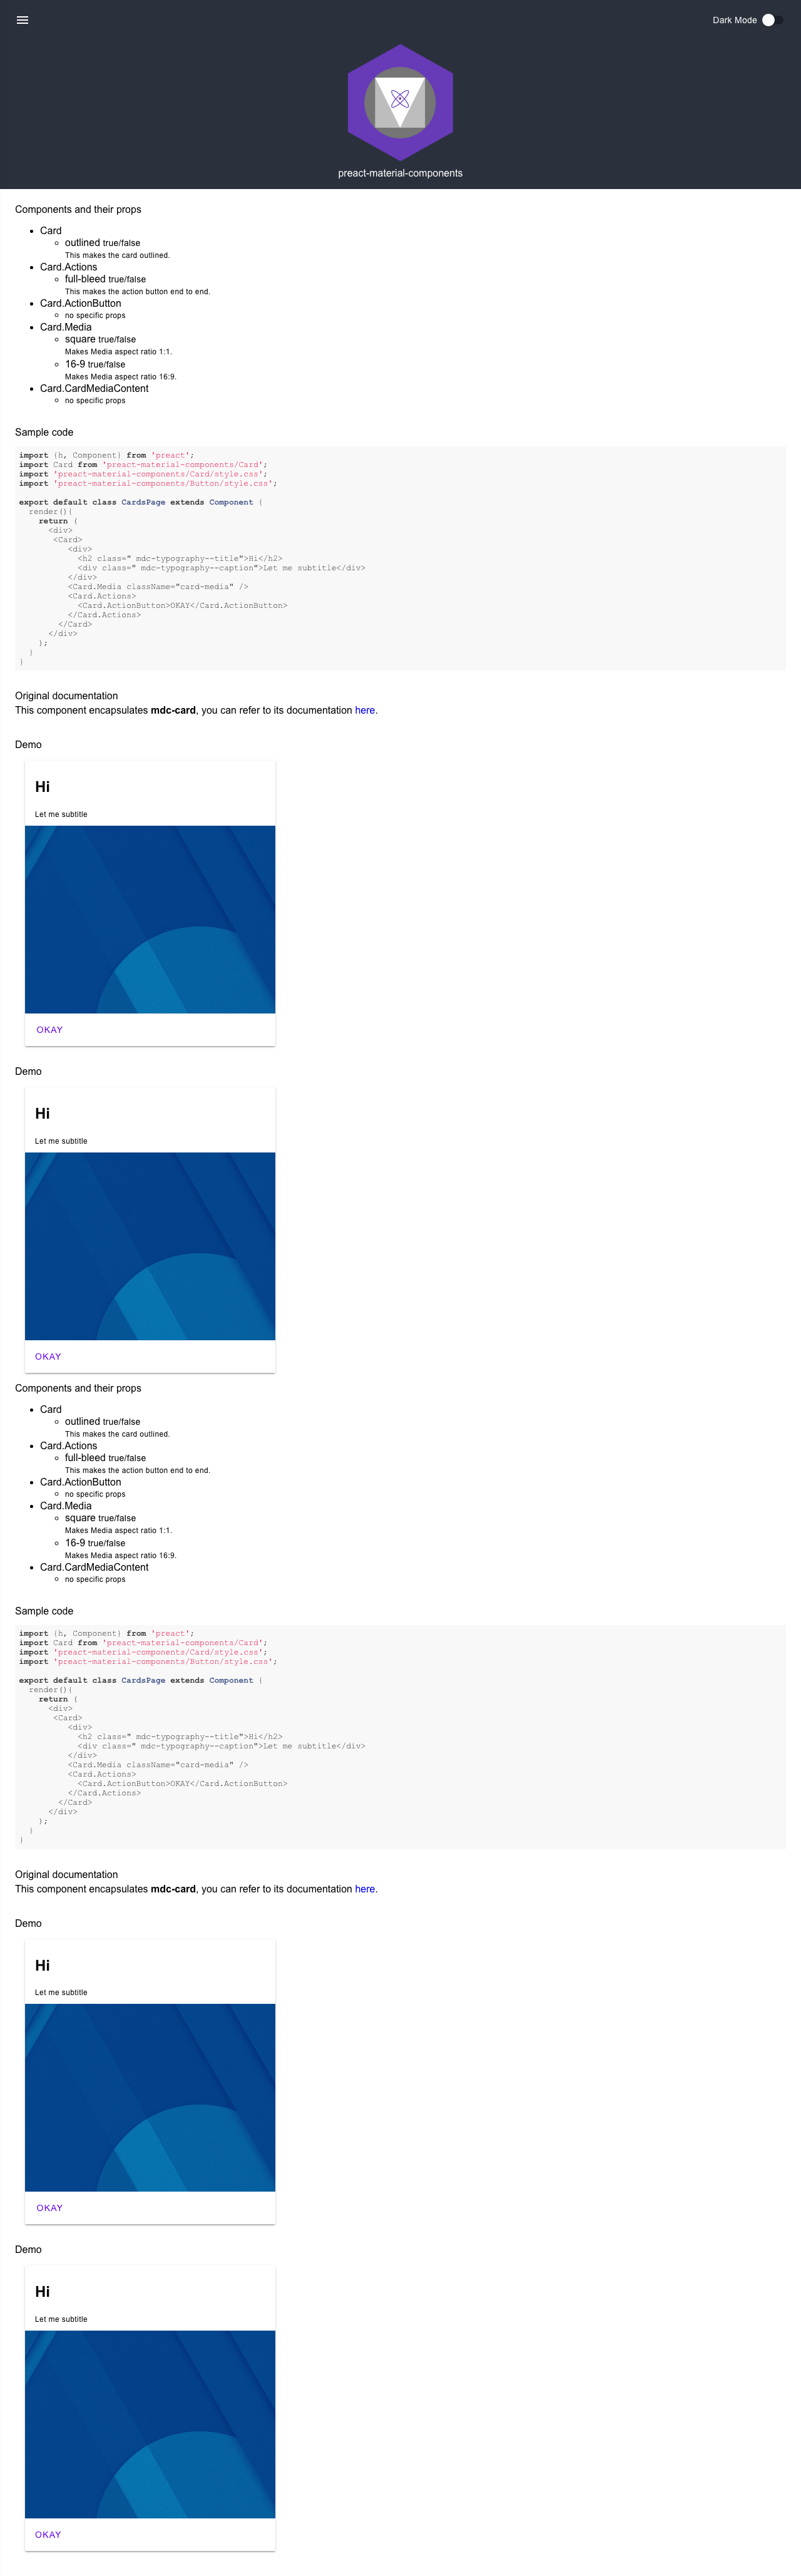 Dark Mode
preact-material-components
Components and their props
Card
outlined true/false
This makes the card outlined.
Card.Actions
full-bleed true/false
This makes the action button end to end.
Card.ActionButton
no specific props
Card.Media
square true/false
Makes Media aspect ratio 1:1.
16-9 true/false
Makes Media aspect ratio 16:9.
Card.CardMediaContent
no specific props
Sample code
import {h, Component} from 'preact';
import Card from 'preact-material-components/Card';
import 'preact-material-components/Card/style.css';
import 'preact-material-components/Button/style.css';
export default class CardsPage extends Component {
render(){
return (
<div>
<Card>
<div>
<h2 class=" mdc-typography--title">Hi</h2>
<div class=" mdc-typography--caption">Let me subtitle</div>
</div>
<Card.Media className="card-media" />
<Card.Actions>
<Card.ActionButton>OKAY</Card.ActionButton>
</Card.Actions>
</Card>
</div>
);
}
}
Original documentation
This component encapsulates mdc-card, you can refer to its documentation here.
Demo
Hi
Let me subtitle
OKAY
Demo
Hi
Let me subtitle
OKAY
Components and their props
Card
outlined true/false
This makes the card outlined.
Card.Actions
full-bleed true/false
This makes the action button end to end.
Card.ActionButton
no specific props
Card.Media
square true/false
Makes Media aspect ratio 1:1.
16-9 true/false
Makes Media aspect ratio 16:9.
Card.CardMediaContent
no specific props
Sample code
import {h, Component} from 'preact';
import Card from 'preact-material-components/Card';
import 'preact-material-components/Card/style.css';
import 'preact-material-components/Button/style.css';
export default class CardsPage extends Component {
render(){
return (
<div>
<Card>
<div>
<h2 class=" mdc-typography--title">Hi</h2>
<div class=" mdc-typography--caption">Let me subtitle</div>
</div>
<Card.Media className="card-media" />
<Card.Actions>
<Card.ActionButton>OKAY</Card.ActionButton>
</Card.Actions>
</Card>
</div>
);
}
}
Original documentation
This component encapsulates mdc-card, you can refer to its documentation here.
Demo
Hi
Let me subtitle
OKAY
Demo
Hi
Let me subtitle
OKAY